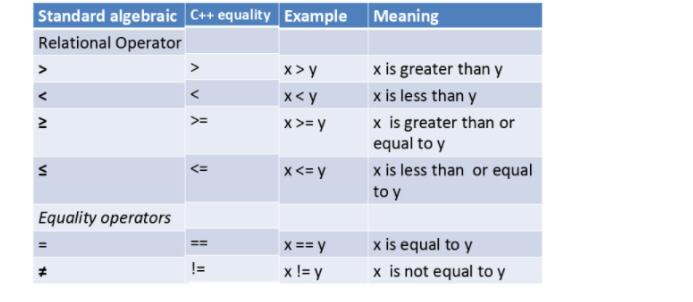 Standard algebraic C++ equality Example Meaning
Relational Operator
> > x > y x is greater than y
< < x < y x is less than y
≥ >= x >= y x is greater than or
equal to y
≤ <= x <= y x is less than or equal
to y
Equality operators
= == x == y x is equal to y
≠ != x != y x is not equal to y